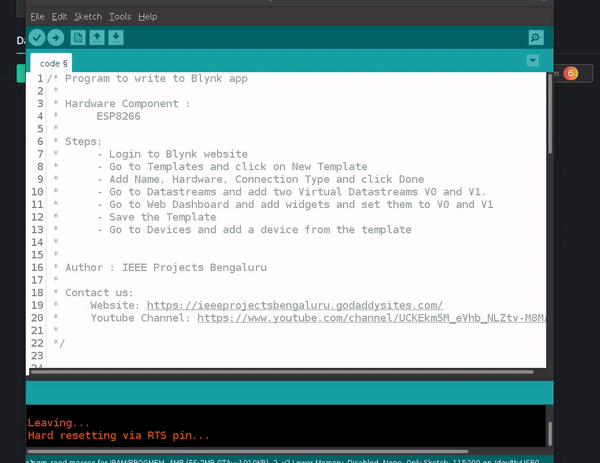 File Edit Sketch Tools Help
code §
1 /* Program to write to Blynk app
2 *
3 * Hardware Component :
4 * ESP8266
5 *
6 * Steps:
7 * - Login to Blynk website
8 * - Go to Templates and click on New Template
9 * - Add Name, Hardware, Connection Type and click Done
10 * - Go to Datastreams and add two Virtual Datastreams V0 and V1.
11 * - Go to Web Dashboard and add widgets and set them to V0 and V1
12 * - Save the Template
13 * - Go to Devices and add a device from the template
14 *
15 *
16 * Author : IEEE Projects Bengaluru
17 *
18 * Contact us:
19 * Website: https://ieeeprojectsbengaluru.godaddysites.com/
20 * Youtube Channel: https://www.youtube.com/channel/UCKEkm5M_eVhb_NLZtv-M8M
21 *
22 */
23
Leaving...
Hard resetting via RTS pin...